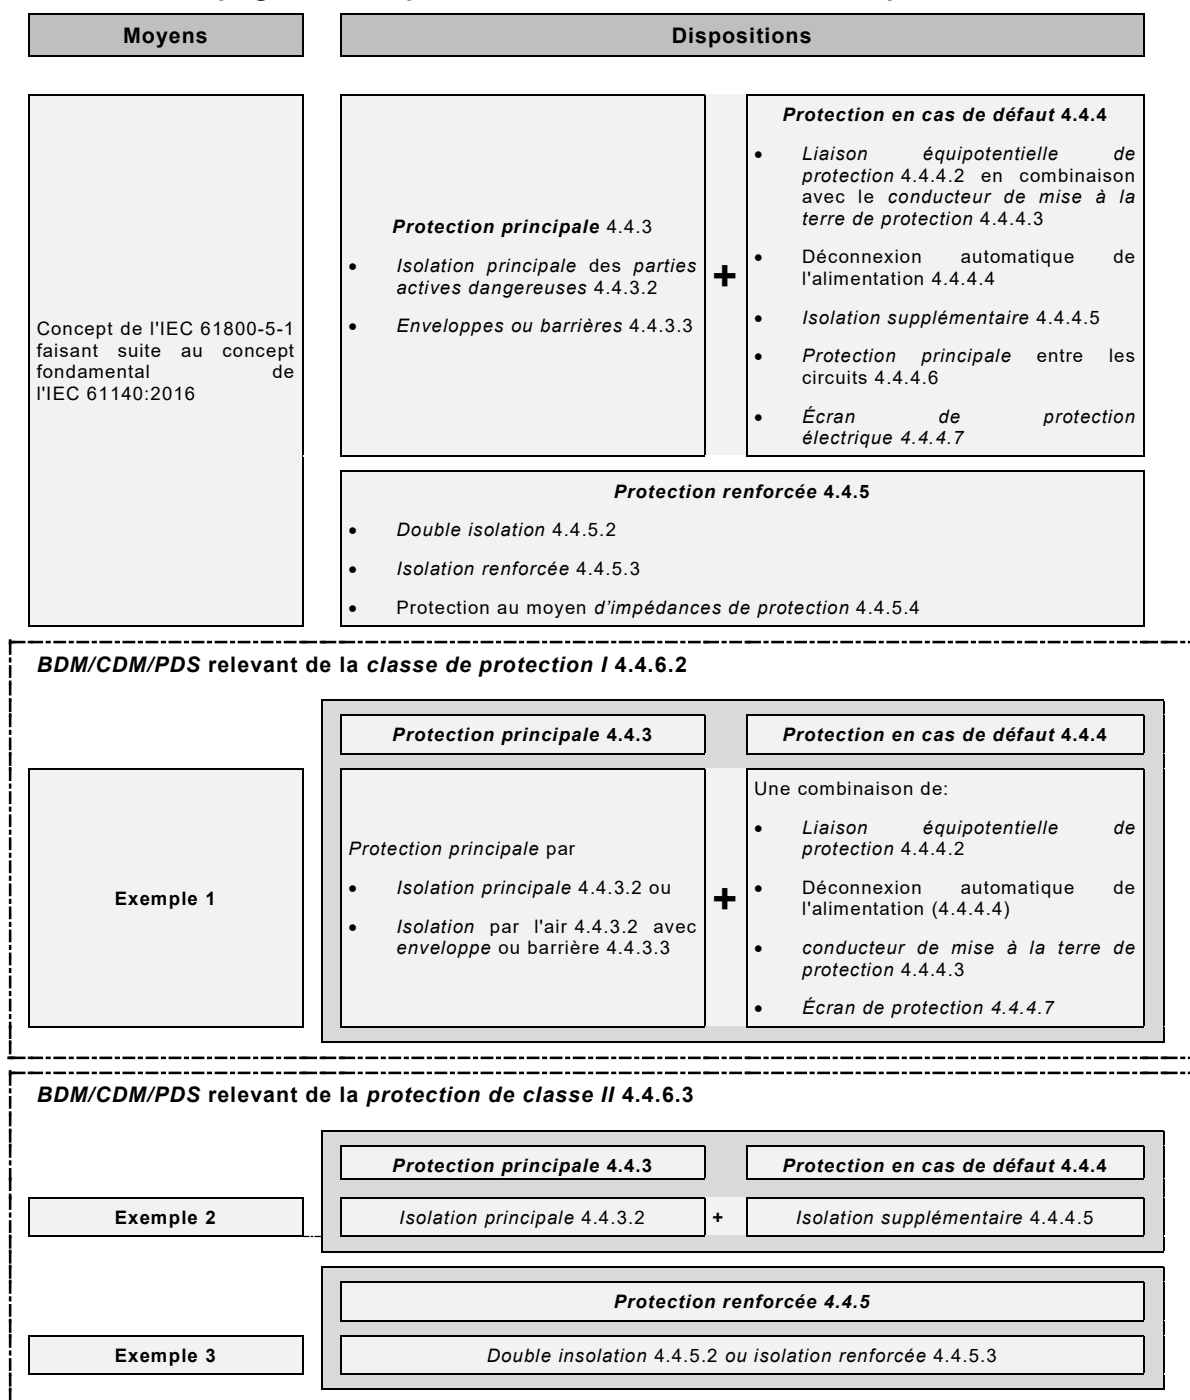 Moyens
Dispositions
Concept de l'IEC 61800-5-1
faisant suite au concept
fondamental de
l'IEC 61140:2016
Protection principale 4.4.3
• Isolation principale des parties
actives dangereuses 4.4.3.2
• Enveloppes ou barrières 4.4.3.3
+
Protection en cas de défaut 4.4.4
• Liaison équipotentielle de
protection 4.4.4.2 en combinaison
avec le conducteur de mise à la
terre de protection 4.4.4.3
• Déconnexion automatique de
l'alimentation 4.4.4.4
• Isolation supplémentaire 4.4.4.5
• Protection principale entre les
circuits 4.4.4.6
• Écran de protection
électrique 4.4.4.7
Protection renforcée 4.4.5
• Double isolation 4.4.5.2
• Isolation renforcée 4.4.5.3
• Protection au moyen d’impédances de protection 4.4.5.4
BDM/CDM/PDS relevant de la classe de protection I 4.4.6.2
Protection principale 4.4.3
Protection en cas de défaut 4.4.4
Exemple 1
Protection principale par
• Isolation principale 4.4.3.2 ou
• Isolation par l'air 4.4.3.2 avec
enveloppe ou barrière 4.4.3.3
+
Une combinaison de:
• Liaison équipotentielle de
protection 4.4.4.2
• Déconnexion automatique de
l'alimentation (4.4.4.4)
• conducteur de mise à la terre de
protection 4.4.4.3
• Écran de protection 4.4.4.7
BDM/CDM/PDS relevant de la protection de classe II 4.4.6.3
Protection principale 4.4.3
Protection en cas de défaut 4.4.4
Exemple 2
Isolation principale 4.4.3.2
+
Isolation supplémentaire 4.4.4.5
Protection renforcée 4.4.5
Exemple 3
Double insolation 4.4.5.2 ou isolation renforcée 4.4.5.3